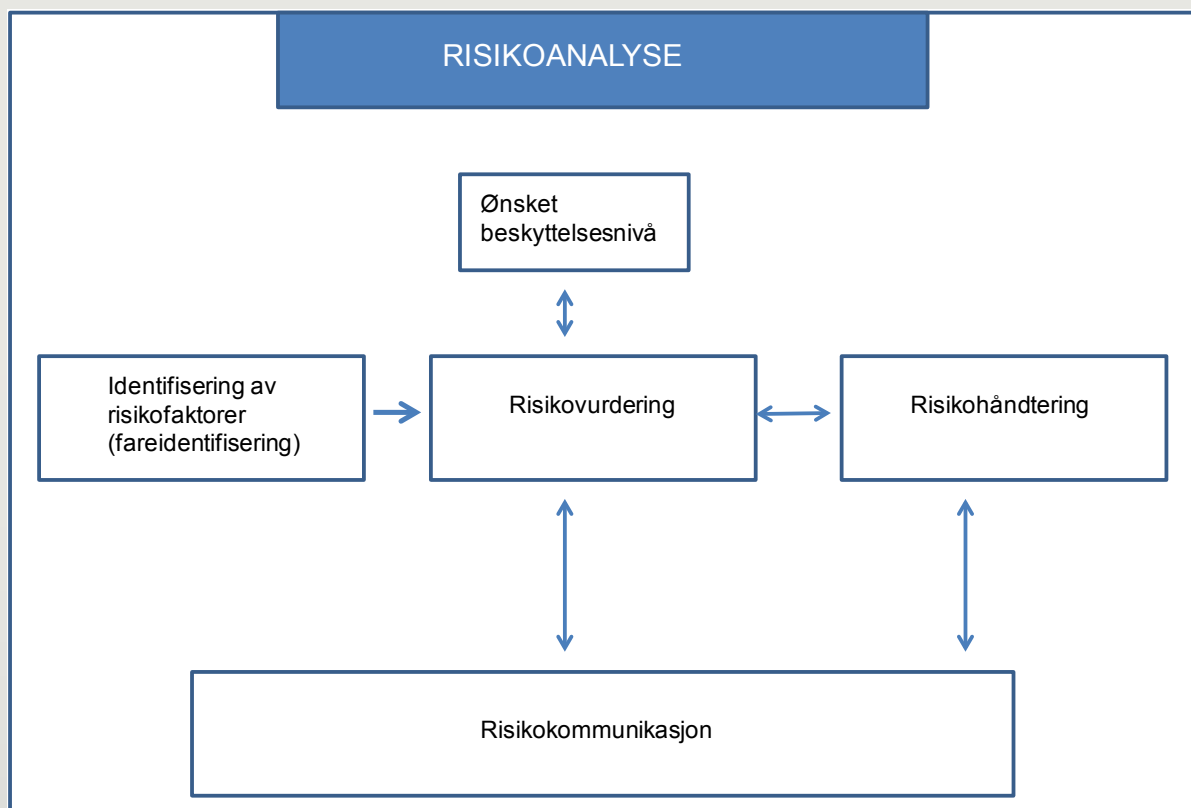 RISIKOANALYSE
Ønsket
beskyttelsesnivå
Identifisering av
risikofaktorer
(fareidentifisering)
Risikovurdering
Risikohåndtering
Risikokommunikasjon